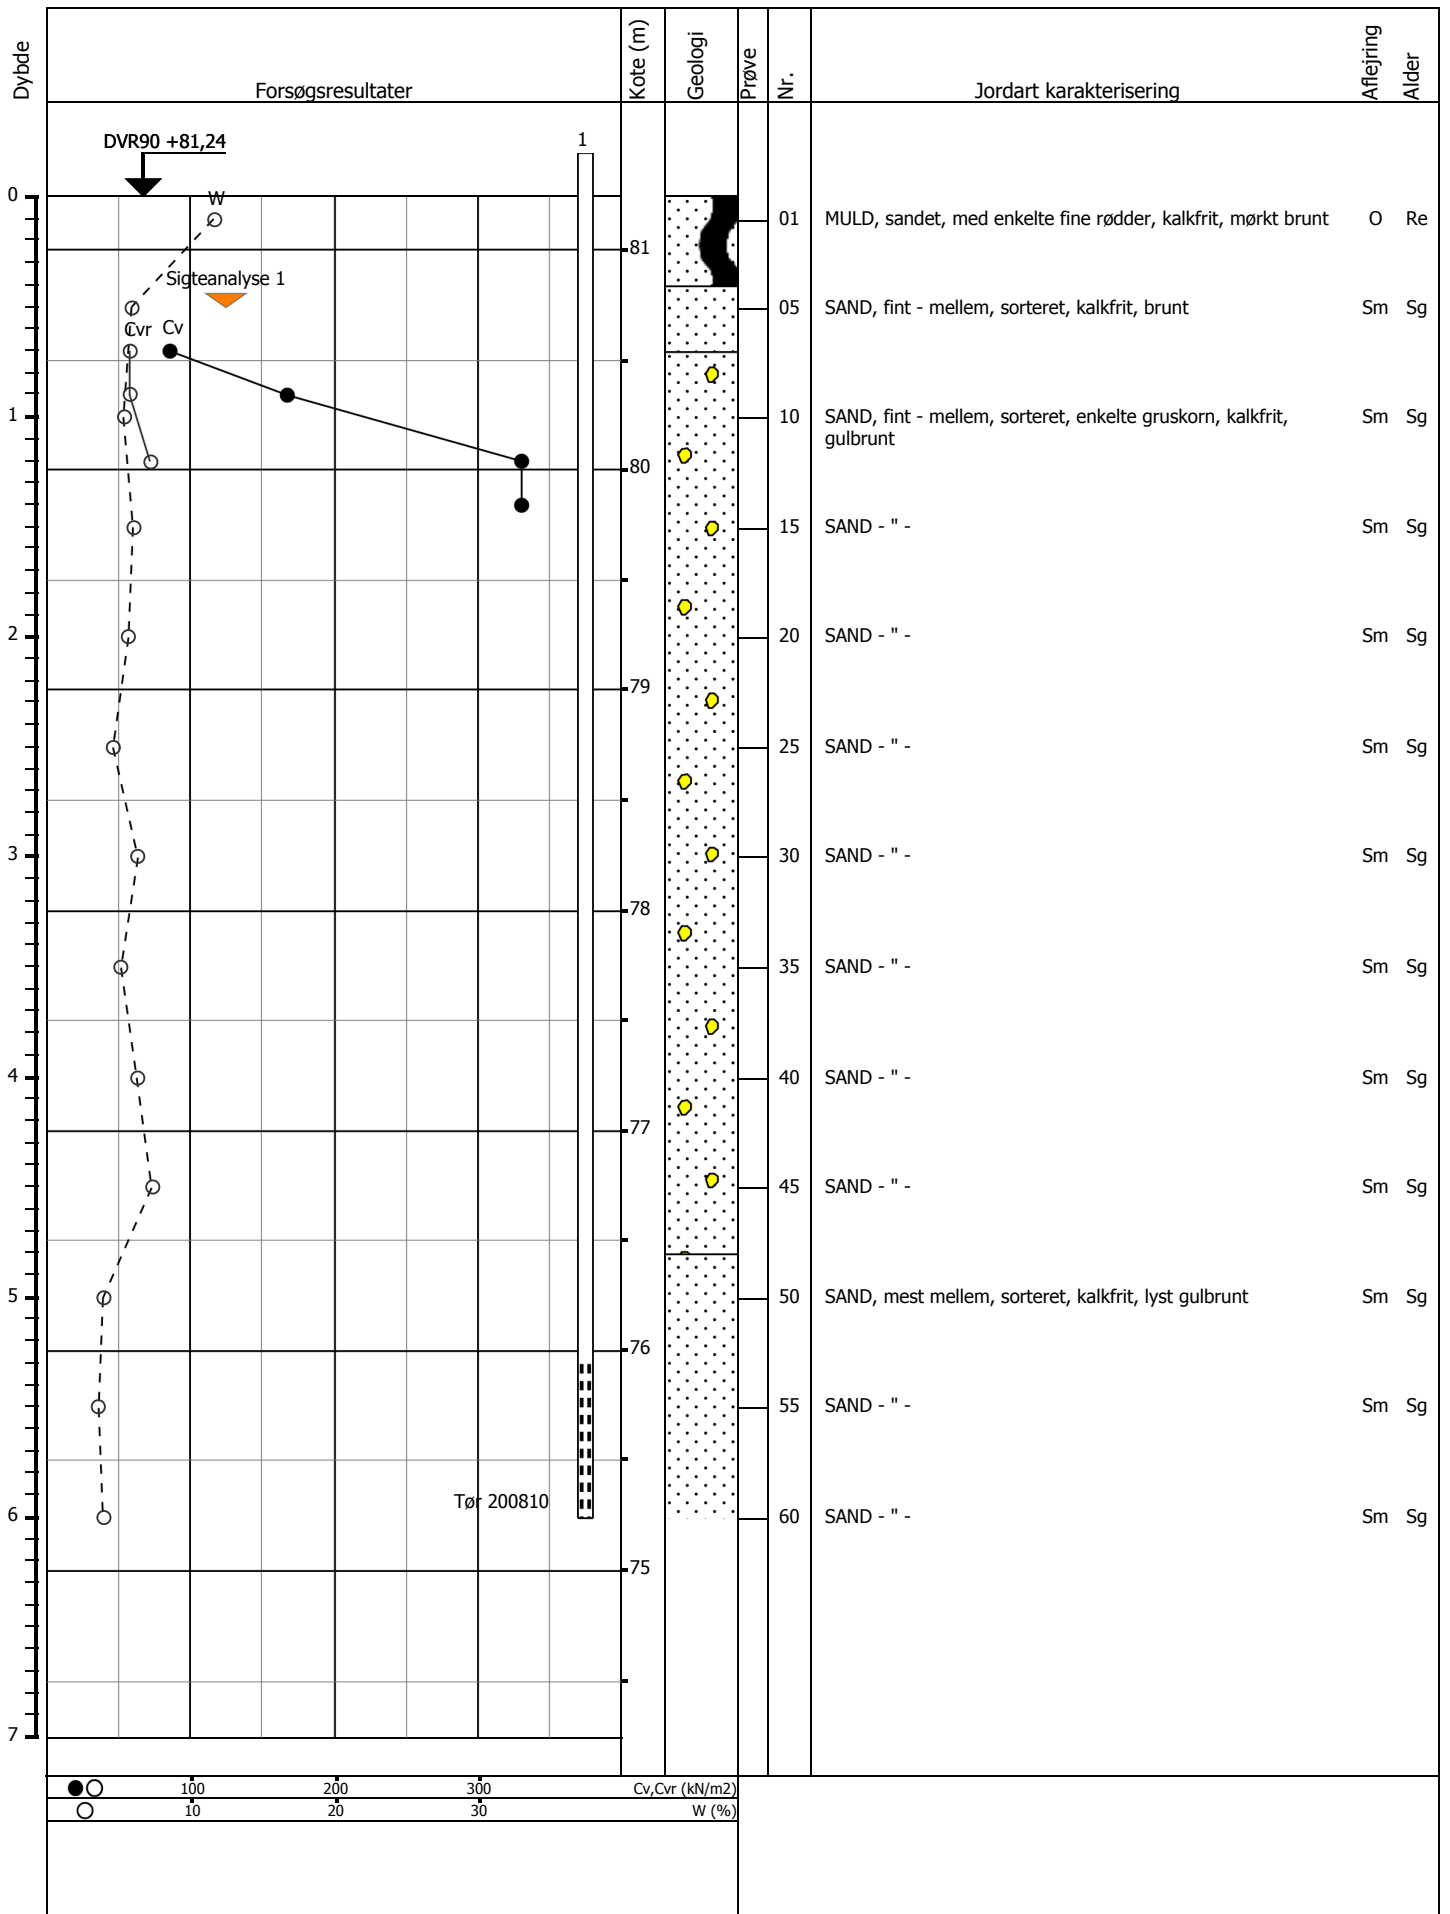 Dybde
Forsøgsresultater
Kote (m)
Geologi
Prøve
Nr.
Jordart karakterisering
Aflejring
Alder
DVR90 +81,24
1
0
W
01 MULD, sandet, med enkelte fine rødder, kalkfrit, mørkt brunt O Re
81
Sigteanalyse 1
05 SAND, fint - mellem, sorteret, kalkfrit, brunt Sm Sg
Cvr Cv
1
10 SAND, fint - mellem, sorteret, enkelte gruskorn, kalkfrit, Sm Sg
gulbrunt
80
15 SAND - " - Sm Sg
2
20 SAND - " - Sm Sg
79
25 SAND - " - Sm Sg
3
30 SAND - " - Sm Sg
78
35 SAND - " - Sm Sg
4
40 SAND - " - Sm Sg
77
45 SAND - " - Sm Sg
5
50 SAND, mest mellem, sorteret, kalkfrit, lyst gulbrunt Sm Sg
76
55 SAND - " - Sm Sg
Tør 200810
6
60 SAND - " - Sm Sg
75
7
100 200 300 Cv,Cvr (kN/m2)
10 20 30 W (%)